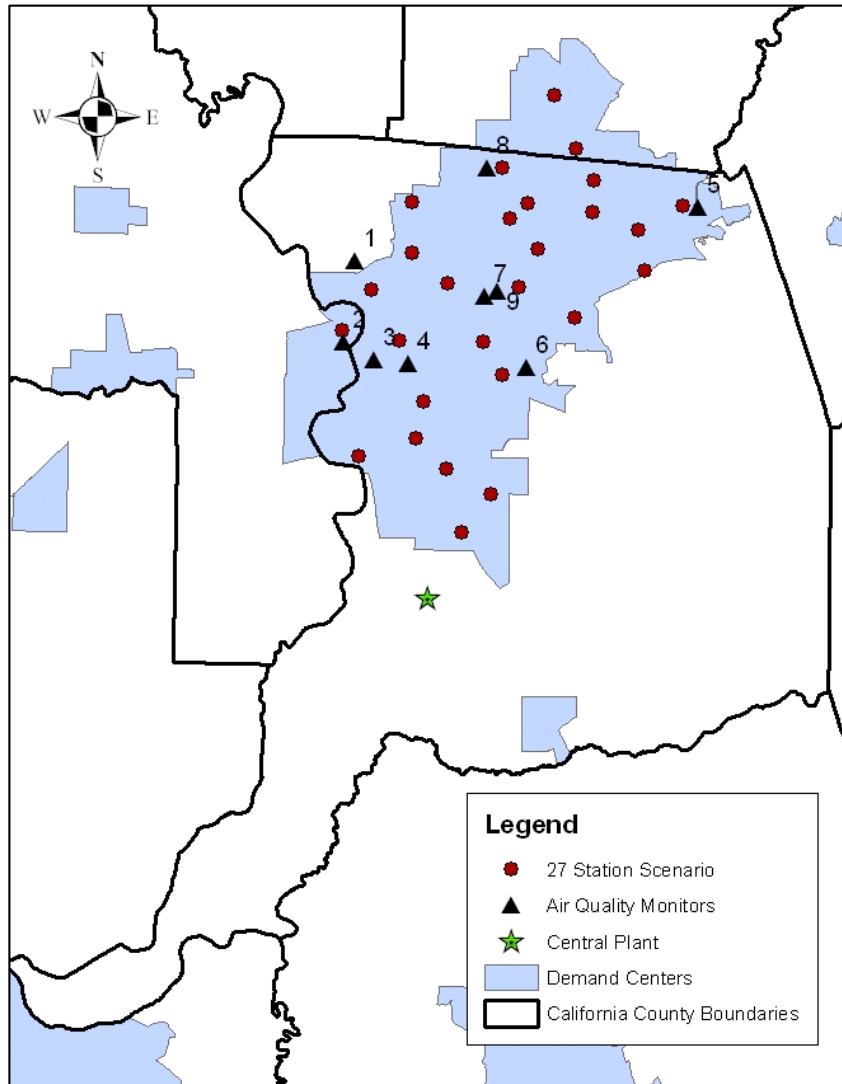 N
W E
S
8
5
1
7
9
2
3
4
6
Legend
27 Station Scenario
Air Quality Monitors
Central Plant
Demand Centers
California County Boundaries